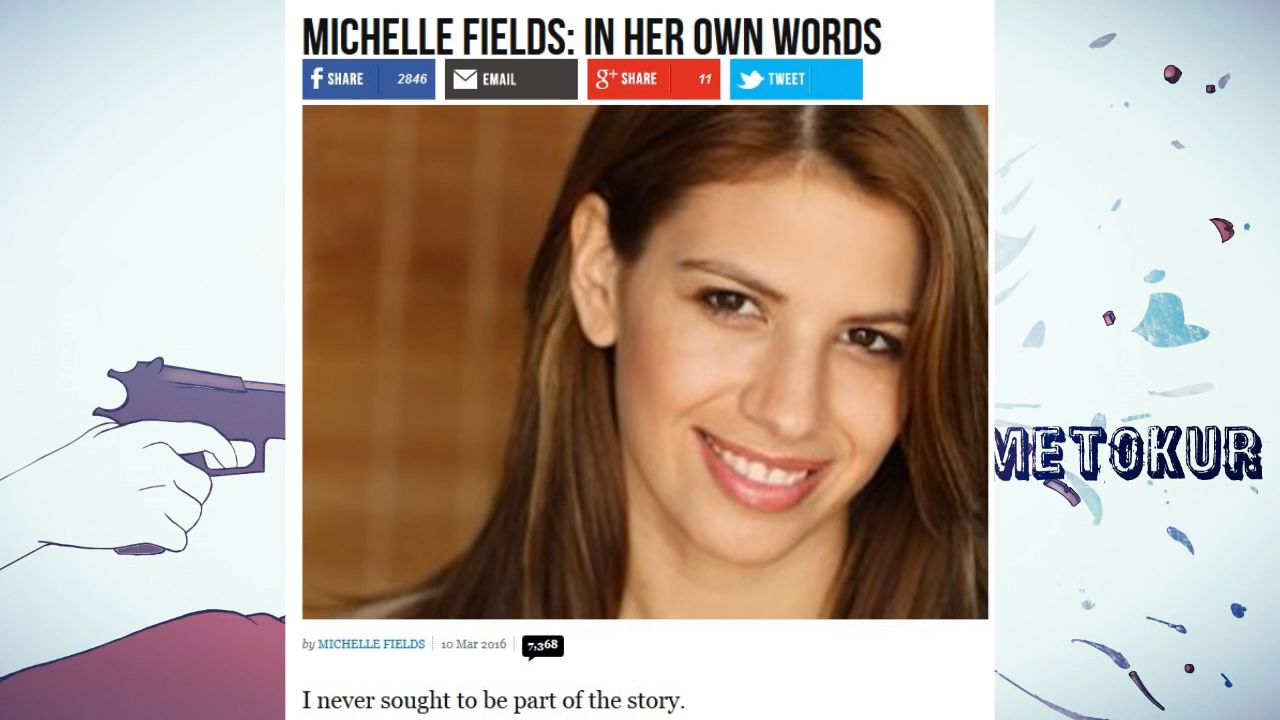 MICHELLE FIELDS: IN HER OWN WORDS
f SHARE 2846 EMAIL g+ SHARE 11 TWEET
METOKUR
by MICHELLE FIELDS 10 Mar 2016 7,368
I never sought to be part of the story.